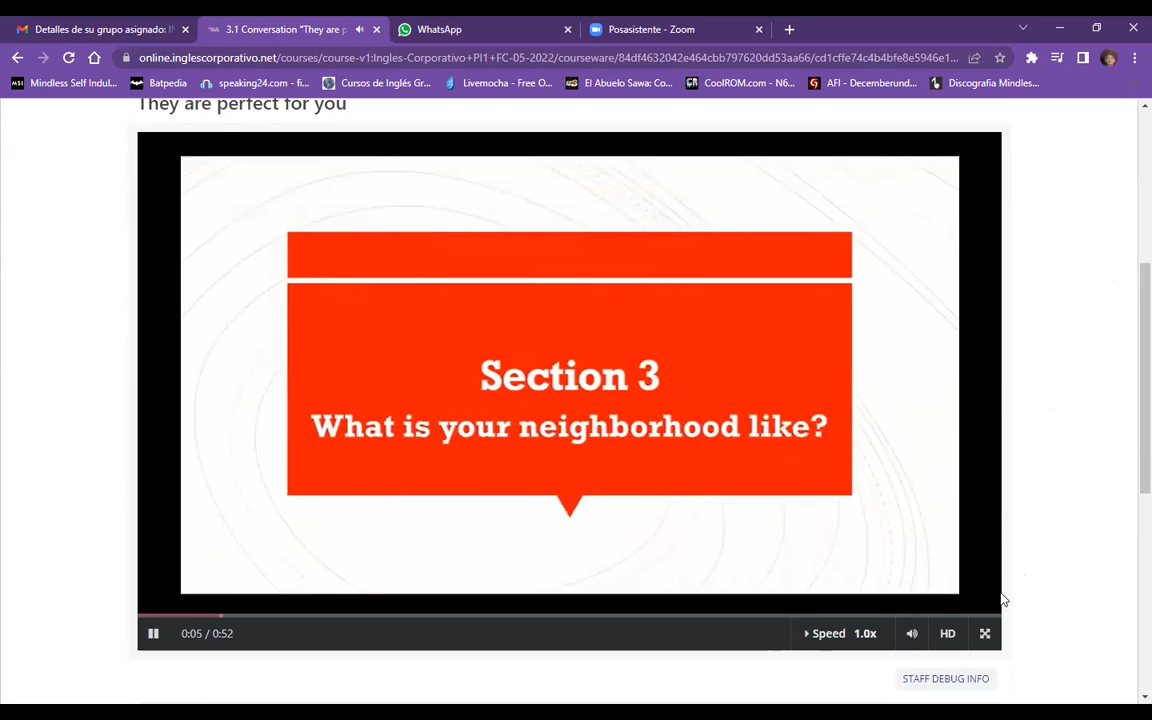 Detalles de su grupo asignado: I
3.1 Conversation "They are p
WhatsApp
Posasistente - Zoom
online.inglescorporativo.net/courses/course-v1:Ingles-Corporativo+PI1+FC-05-2022/courseware/84df4632042e464cbb797620dd53aa66/cd1cffe74c4b4bfe8e5946e1...
Mindless Self Indul...
Batpedia
speaking24.com - fi...
Cursos de Inglés Gr...
Livemocha - Free O...
El Abuelo Sawa: Co...
CoolROM.com - N6...
AFI - Decemberund...
Discografia Mindles...
They are perfect for you
Section 3
What is your neighborhood like?
0:05 / 0:52
Speed 1.0x
HD
STAFF DEBUG INFO